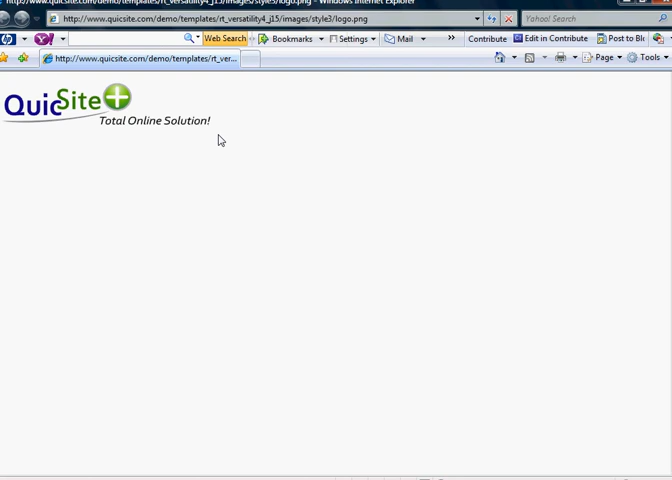 http://www.quicsite.com/demo/templates/rt_versatility4_j15/images/style3/logo.png - Windows Internet Explorer
http://www.quicsite.com/demo/templates/rt_versatility4_j15/images/style3/logo.png
Yahoo! Search
hp Y! Web Search Bookmarks Settings Mail >> Contribute Edit in Contribute Post to Bl
http://www.quicsite.com/demo/templates/rt_ver... Page Tools
QuicSite
Total Online Solution!